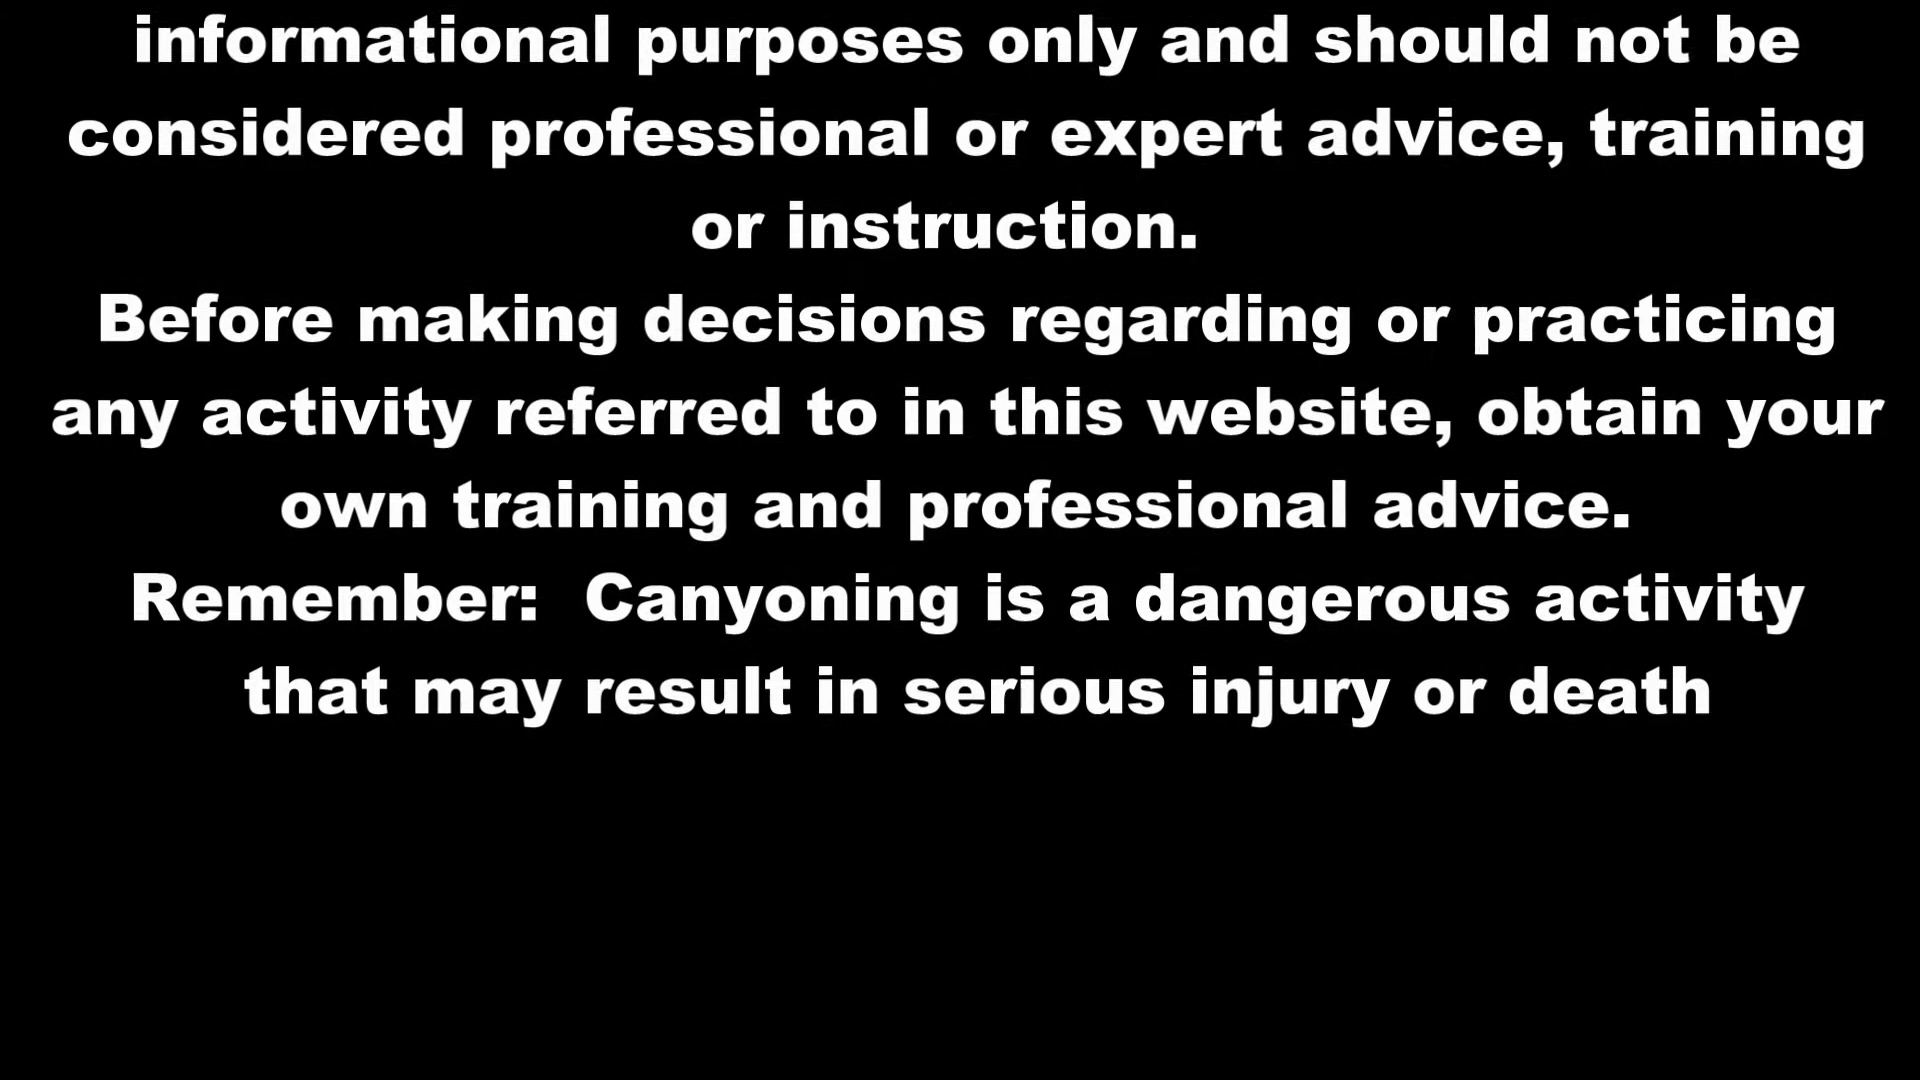 informational purposes only and should not be
considered professional or expert advice, training
or instruction.
Before making decisions regarding or practicing
any activity referred to in this website, obtain your
own training and professional advice.
Remember:  Canyoning is a dangerous activity
that may result in serious injury or death